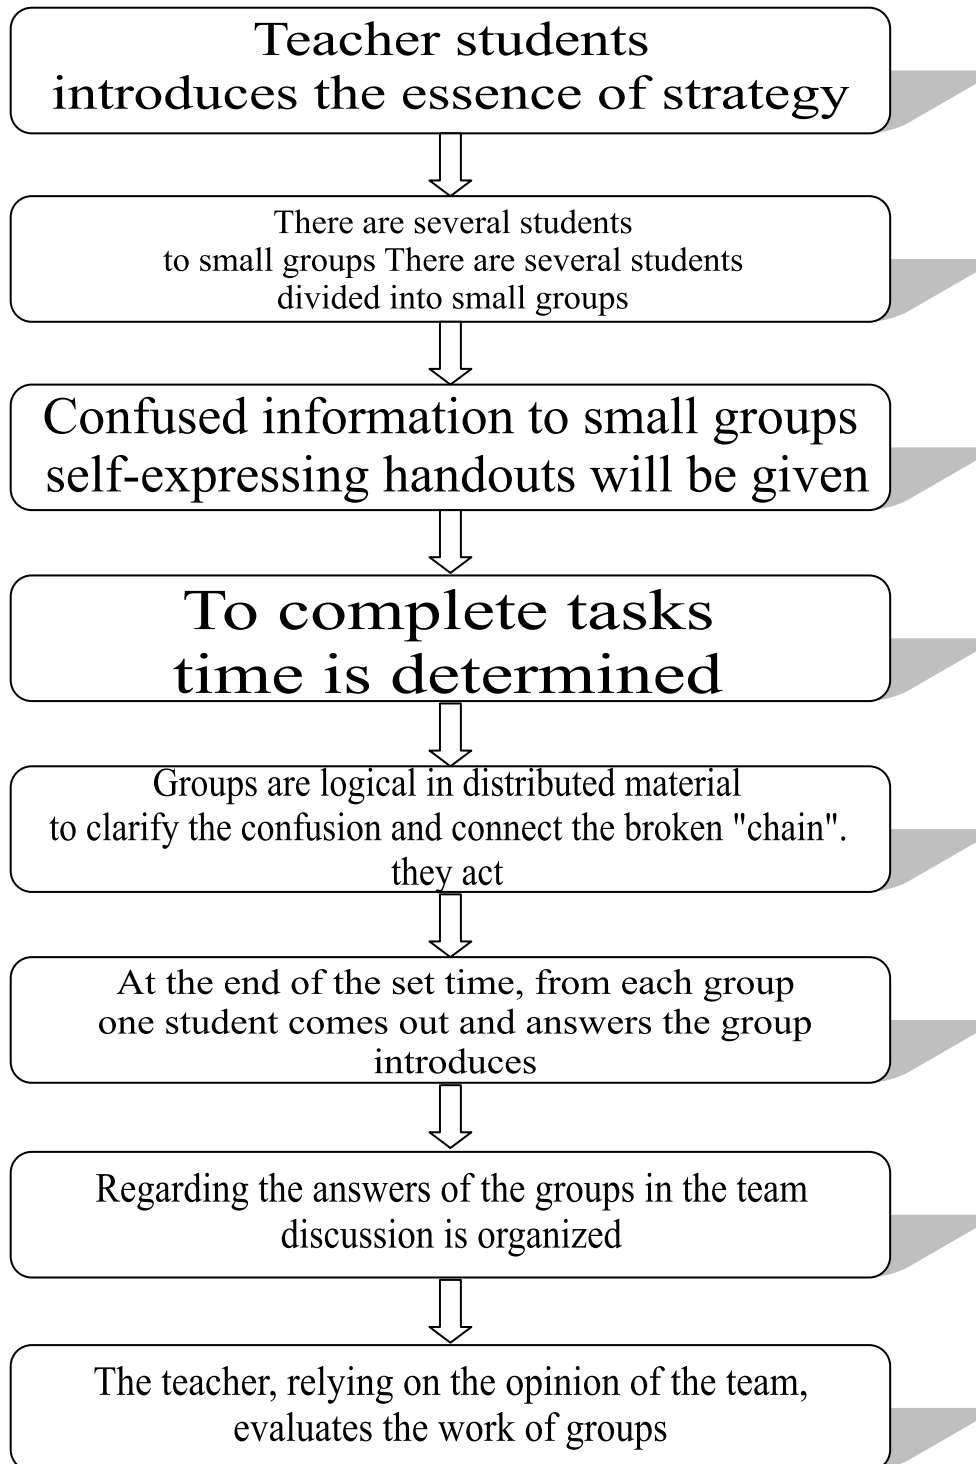 Teacher students
introduces the essence of strategy
There are several students
to small groups There are several students
divided into small groups
Confused information to small groups
self-expressing handouts will be given
To complete tasks
time is determined
Groups are logical in distributed material
to clarify the confusion and connect the broken "chain".
they act
At the end of the set time, from each group
one student comes out and answers the group
introduces
Regarding the answers of the groups in the team
discussion is organized
The teacher, relying on the opinion of the team,
evaluates the work of groups